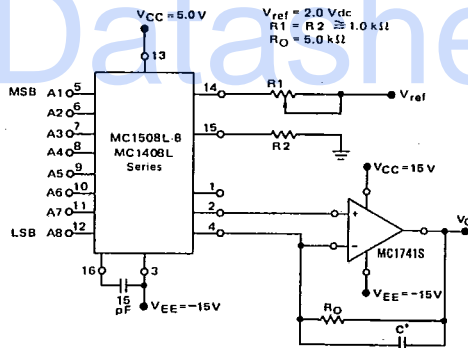 Datashe
VCC = 5.0 V
Vref = 2.0 Vdc
R1 = R2 ≅ 1.0 kΩ
RO = 5.0 kΩ
13
MSB A1 5
A2 6
A3 7
A4 8
A5 9
A6 10
A7 11
LSB A8 12
MC1508L-8
MC1408L
Series
14
R1
Vref
15
R2
1
2
4
VCC = 15 V
+
−
MC1741S
VO
VEE = −15V
RO
C*
16
3
15
pF
VEE = −15V